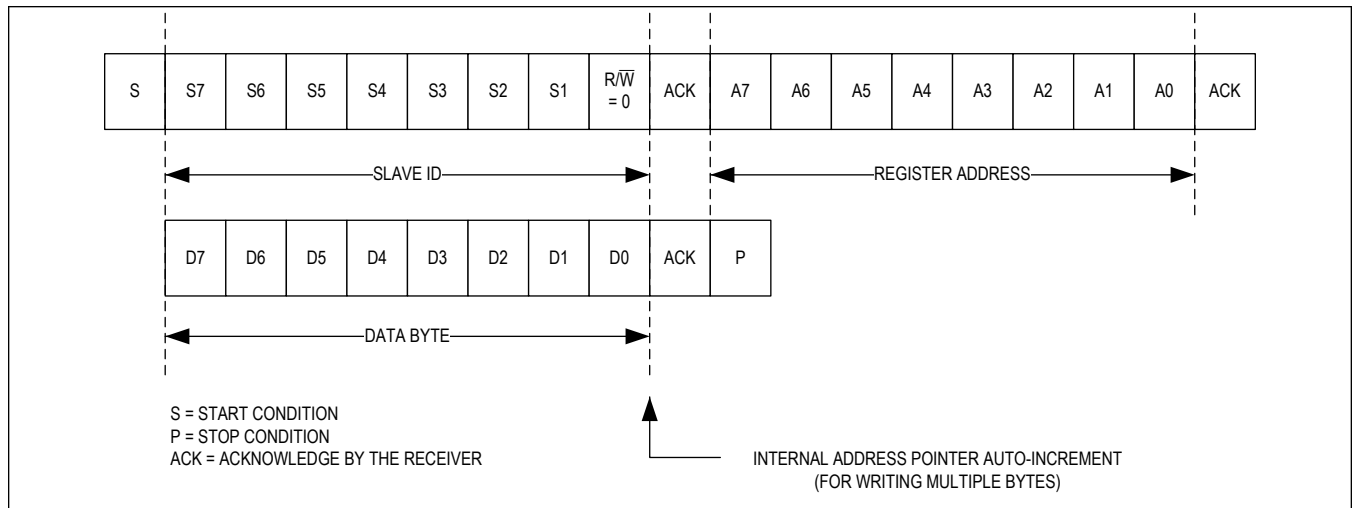 S S7 S6 S5 S4 S3 S2 S1 R/W̅ = 0 ACK A7 A6 A5 A4 A3 A2 A1 A0 ACK
SLAVE ID REGISTER ADDRESS
D7 D6 D5 D4 D3 D2 D1 D0 ACK P
DATA BYTE
S = START CONDITION
P = STOP CONDITION
ACK = ACKNOWLEDGE BY THE RECEIVER
INTERNAL ADDRESS POINTER AUTO-INCREMENT
(FOR WRITING MULTIPLE BYTES)